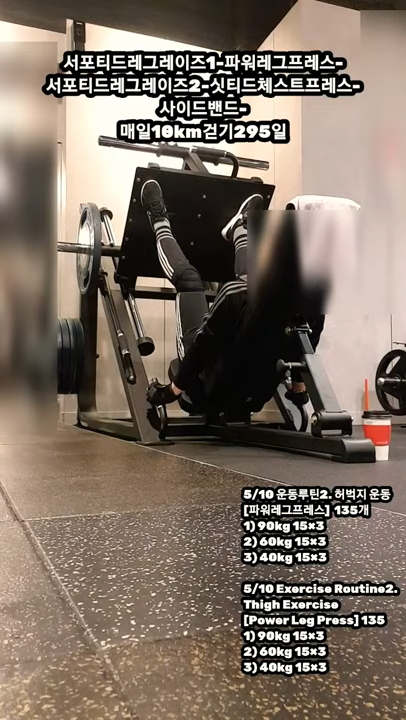 서포티드레그레이즈1-파워레그프레스-
서포티드레그레이즈2-싯티드체스트프레스-
사이드밴드-
매일10km걷기295일
5/10 운동루틴2. 허벅지 운동
[파워레그프레스] 135개
1) 90kg 15×3
2) 60kg 15×3
3) 40kg 15×3
5/10 Exercise Routine2.
Thigh Exercise
[Power Leg Press] 135
1) 90kg 15×3
2) 60kg 15×3
3) 40kg 15×3